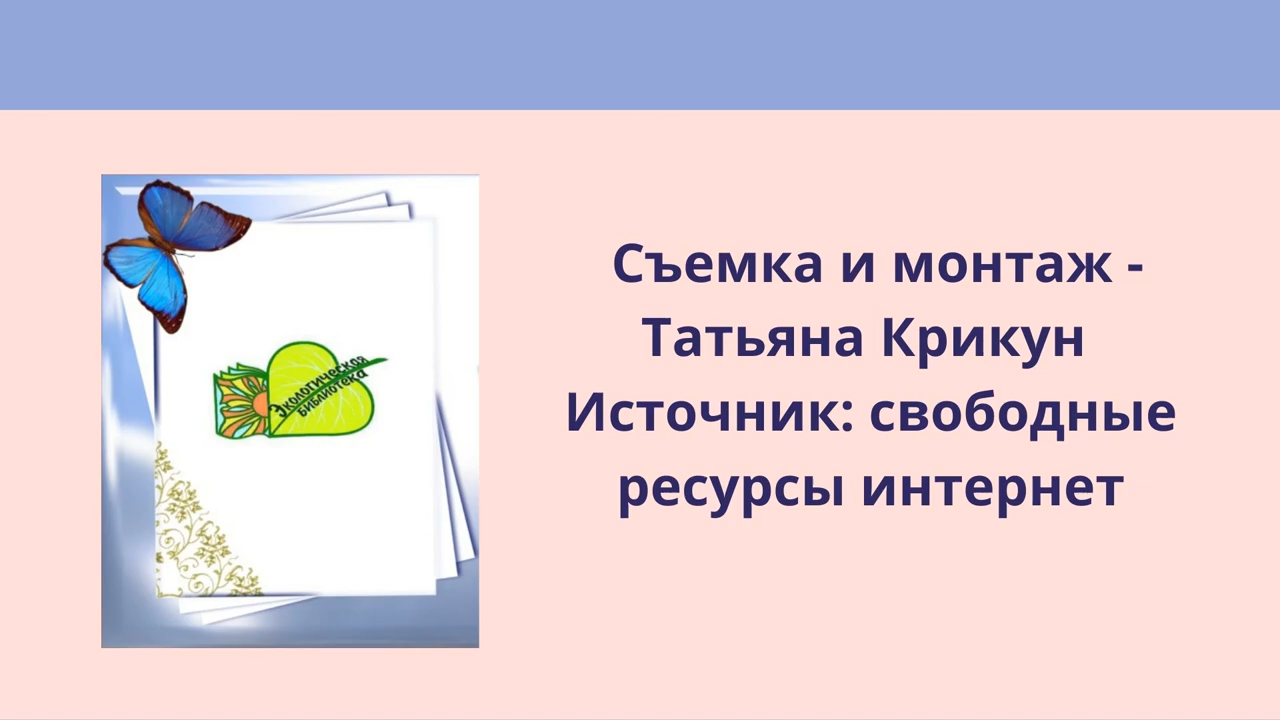 Экологическая
библиотека
Съемка и монтаж -
Татьяна Крикун
Источник: свободные
ресурсы интернет